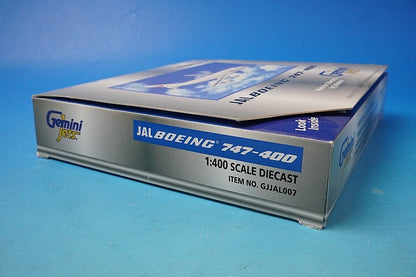 JAL BOEING 747-400
Gemini
Look
Inside
Gemini
Jets
JAL BOEING® 747-400
1:400 SCALE DIECAST
ITEM NO. GJJAL007